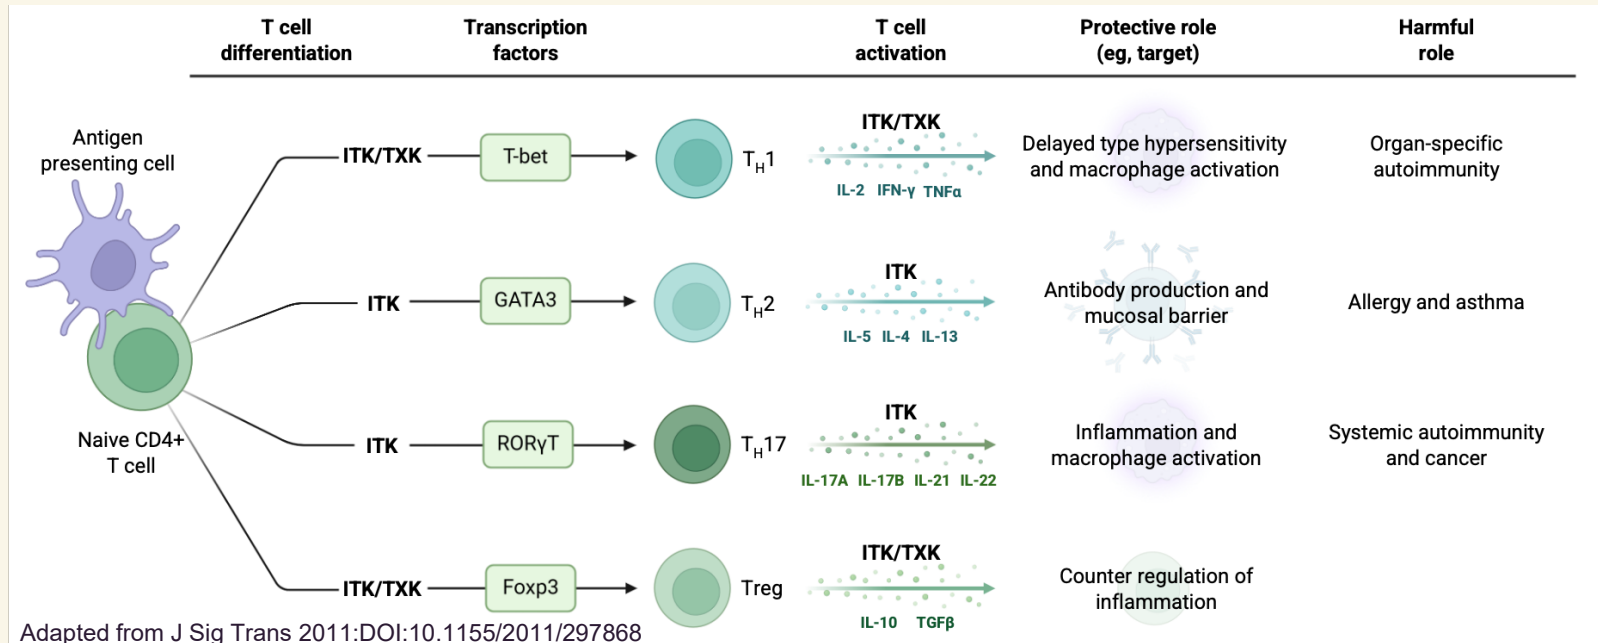 T cell
differentiation
Transcription
factors
T cell
activation
Protective role
(eg, target)
Harmful
role
Antigen
presenting cell
Naive CD4+
T cell
ITK/TXK
T-bet
TH1
ITK/TXK
IL-2 IFN-γ TNFα
Delayed type hypersensitivity
and macrophage activation
Organ-specific
autoimmunity
ITK
GATA3
TH2
ITK
IL-5 IL-4 IL-13
Antibody production and
mucosal barrier
Allergy and asthma
ITK
RORγT
TH17
ITK
IL-17A IL-17B IL-21 IL-22
Inflammation and
macrophage activation
Systemic autoimmunity
and cancer
ITK/TXK
Foxp3
Treg
ITK/TXK
IL-10 TGFβ
Counter regulation of
inflammation
Adapted from J Sig Trans 2011:DOI:10.1155/2011/297868